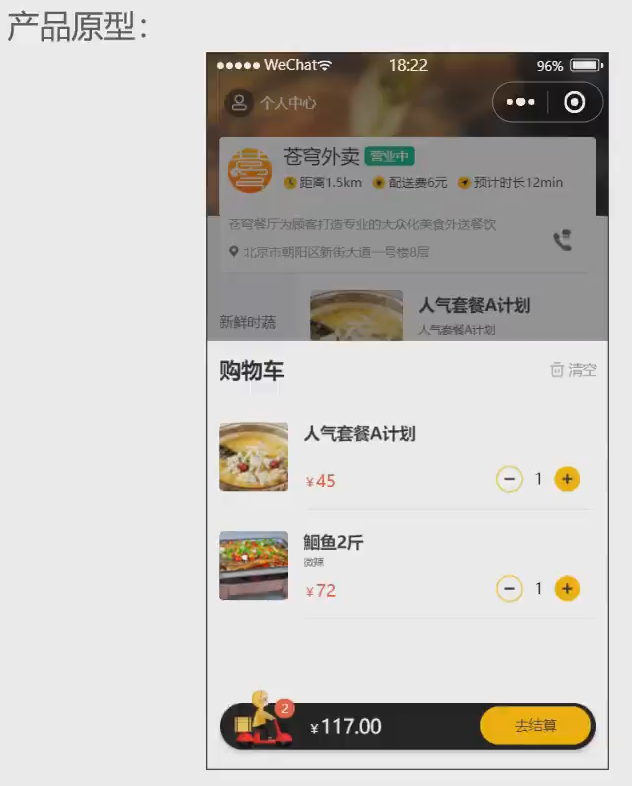 产品原型：
WeChat 18:22 96%
个人中心
苍穹外卖 营业中
距离1.5km 配送费6元 预计时长12min
苍穹餐厅为顾客打造专业的大众化美食外送餐饮
北京市朝阳区新街大道一号楼8层
新鲜时蔬
人气套餐A计划
人气套餐A计划
购物车 清空
人气套餐A计划
¥45 1
鮰鱼2斤
微辣
¥72 1
2 ¥117.00 去结算